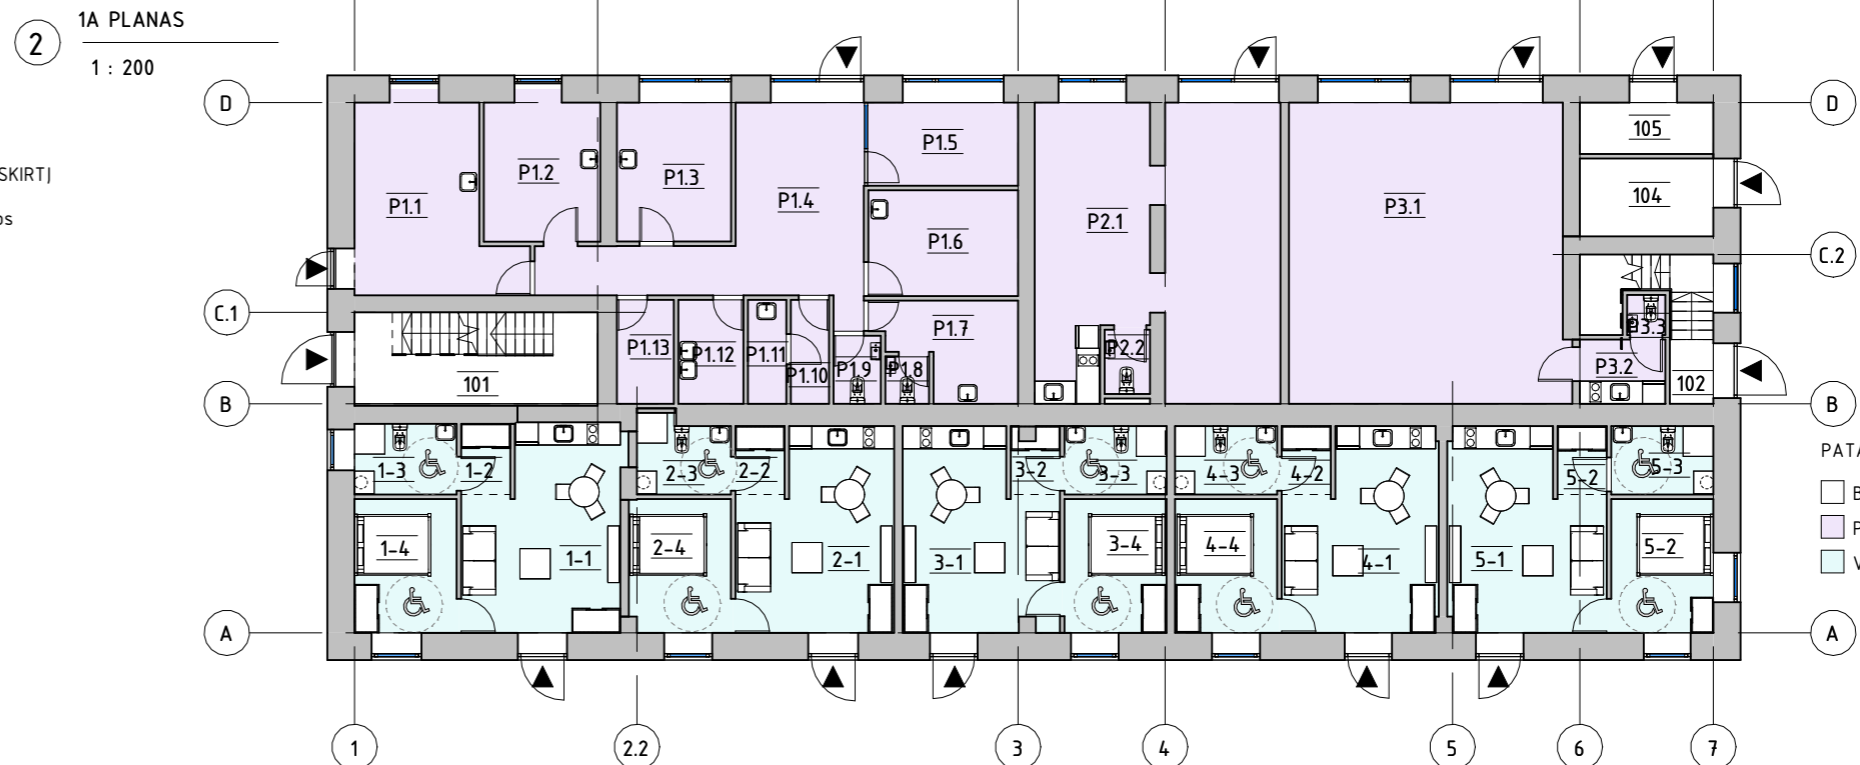 2
1A PLANAS
1 : 200
SKIRTĮ
os
D
D
C.1
C.2
B
B
A
A
P1.1
P1.2
P1.3
P1.4
P1.5
P1.6
P1.7
P1.8
P1.9
P1.10
P1.11
P1.12
P1.13
P2.1
P2.2
P3.1
P3.2
P3.3
105
104
101
102
1-3
1-2
2-3
2-2
3-2
3-3
4-3
4-2
5-2
5-3
1-4
1-1
2-4
2-1
3-1
3-4
4-4
4-1
5-1
5-2
PATA
B
P
V
1
2.2
3
4
5
6
7